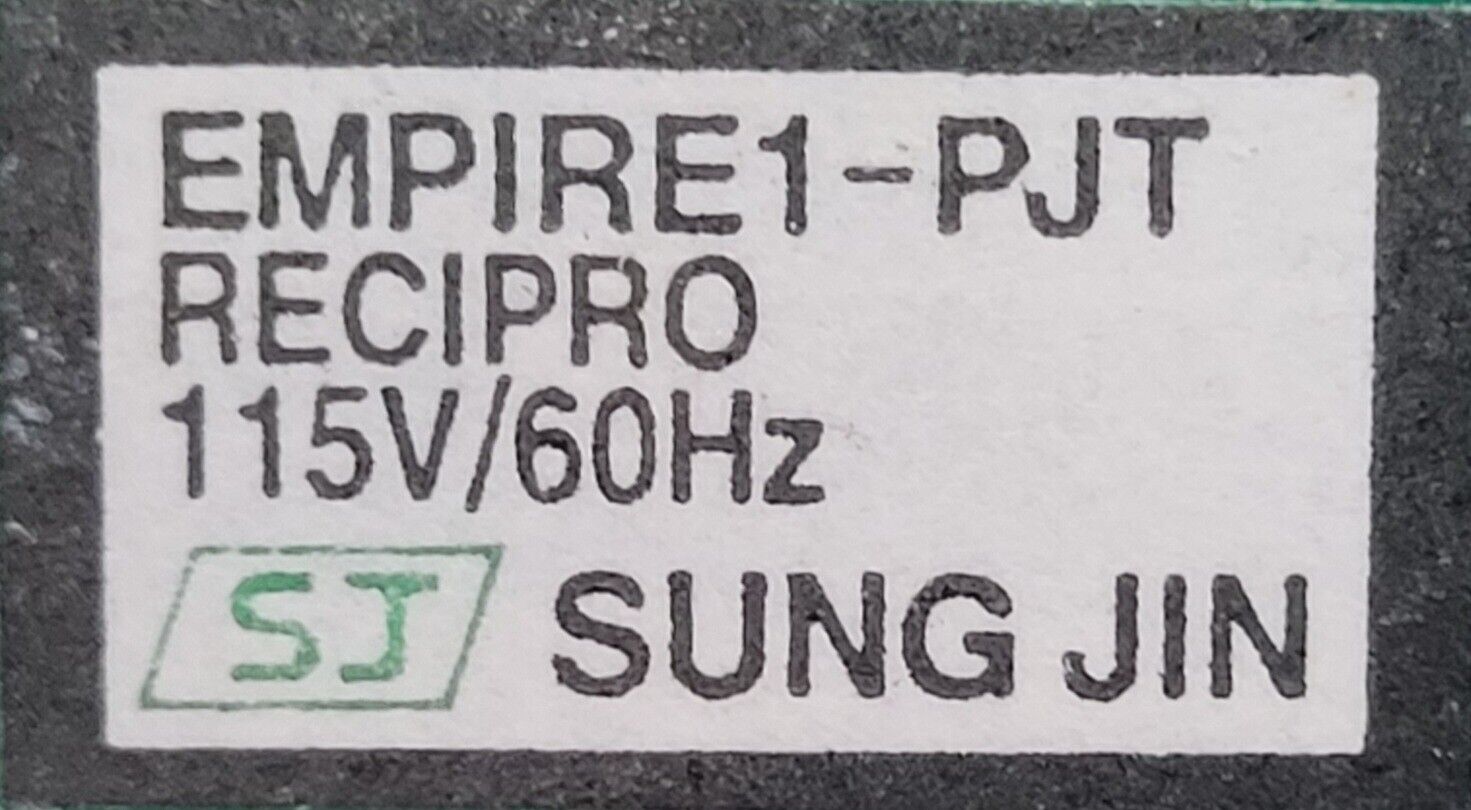 EMPIRE1-PJT
RECIPRO
115V/60Hz
SJ SUNG JIN